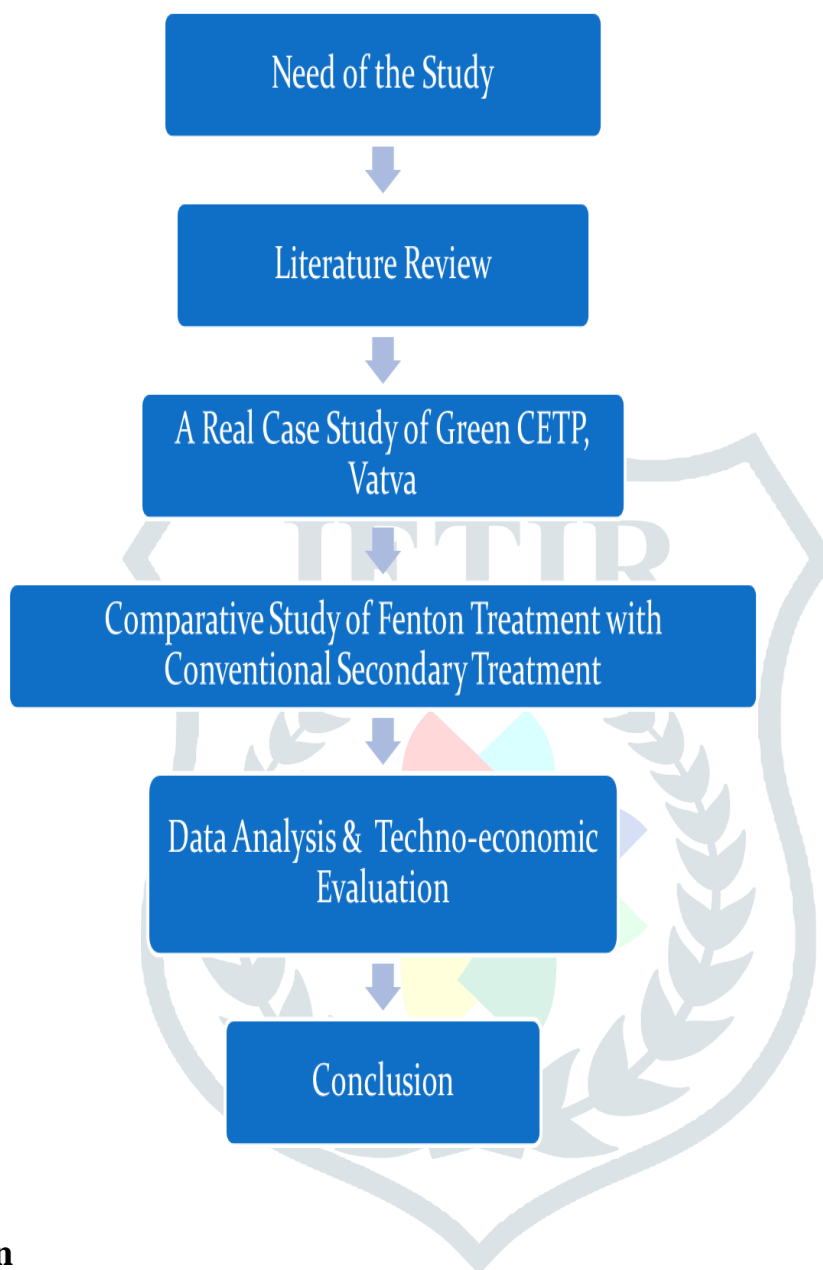 Need of the Study
Literature Review
A Real Case Study of Green CETP,
Vatva
JETIR
Comparative Study of Fenton Treatment with
Conventional Secondary Treatment
Data Analysis & Techno-economic
Evaluation
Conclusion
n